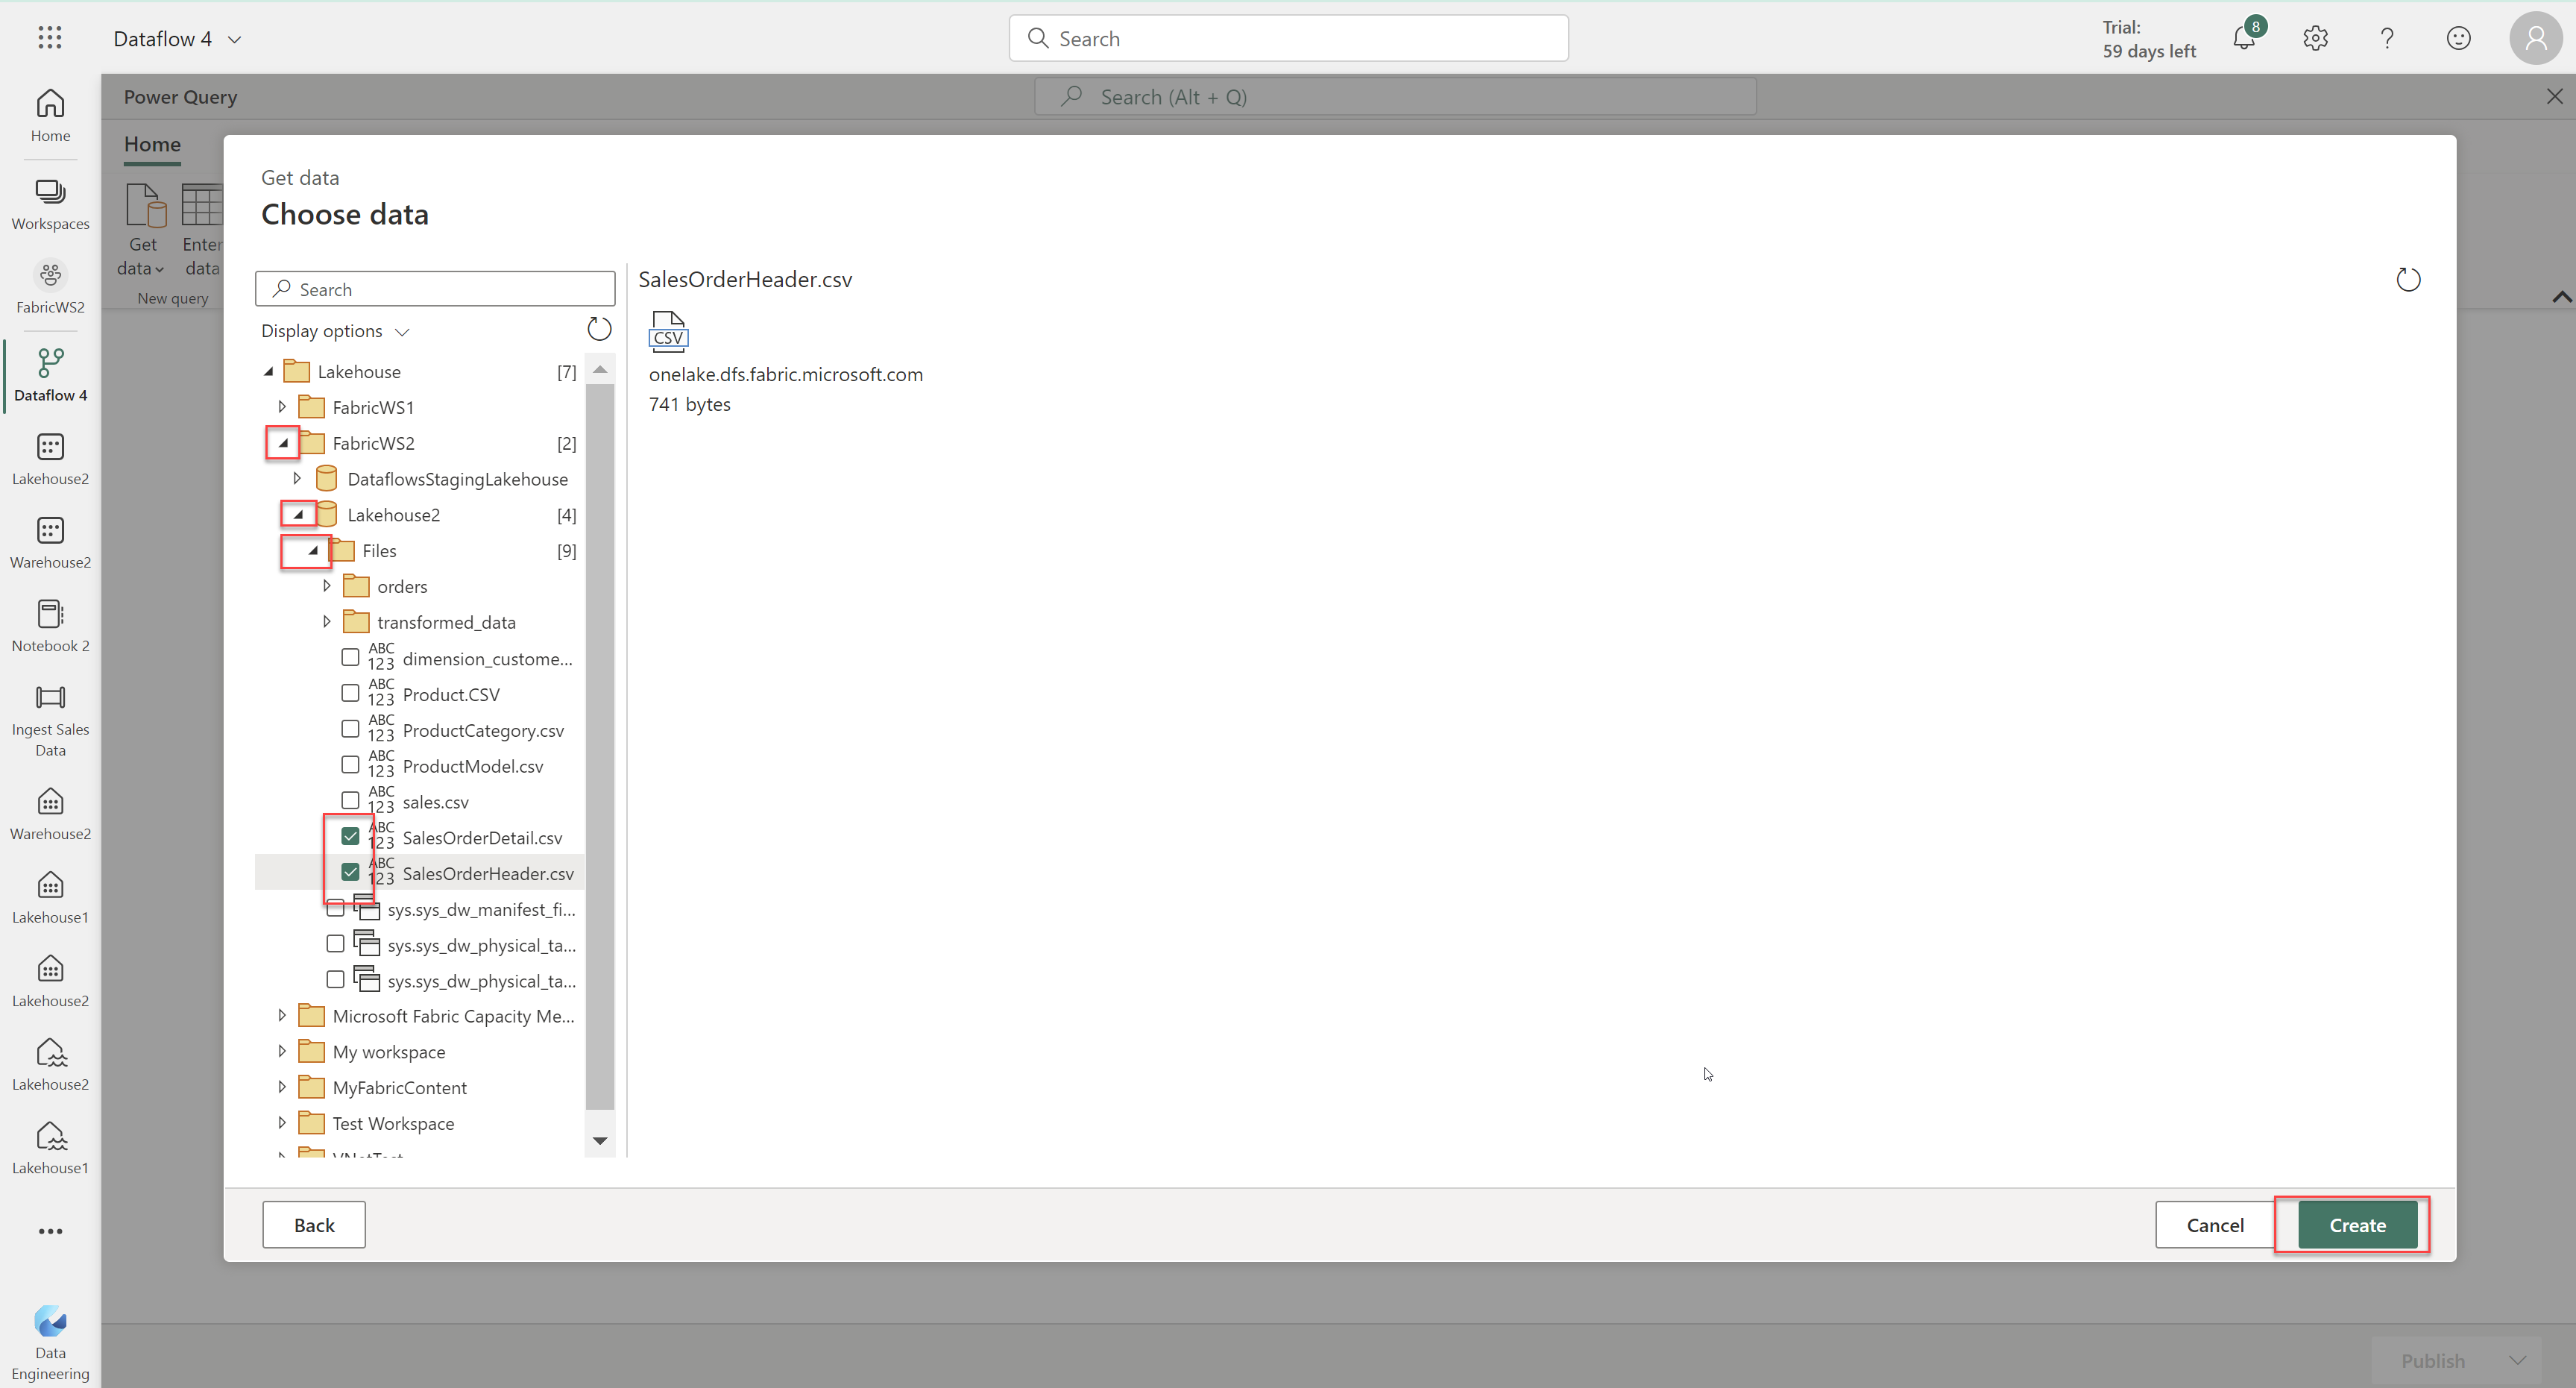 Dataflow 4
Search
Trial:
59 days left
8
Home
Workspaces
FabricWS2
Dataflow 4
Lakehouse2
Warehouse2
Notebook 2
Ingest Sales
Data
Warehouse2
Lakehouse1
Lakehouse2
Lakehouse2
Lakehouse1
Data
Engineering
Power Query
Search (Alt + Q)
Home
Get
data
Enter
data
New query
Get data
Choose data
Search
Display options
Lakehouse [7]
FabricWS1
FabricWS2 [2]
DataflowsStagingLakehouse
Lakehouse2 [4]
Files [9]
orders
transformed_data
ABC
123 dimension_custome...
ABC
123 Product.CSV
ABC
123 ProductCategory.csv
ABC
123 ProductModel.csv
ABC
123 sales.csv
ABC
123 SalesOrderDetail.csv
ABC
123 SalesOrderHeader.csv
sys.sys_dw_manifest_fi...
sys.sys_dw_physical_ta...
sys.sys_dw_physical_ta...
Microsoft Fabric Capacity Me...
My workspace
MyFabricContent
Test Workspace
SalesOrderHeader.csv
CSV
onelake.dfs.fabric.microsoft.com
741 bytes
Back
Cancel
Create
Publish